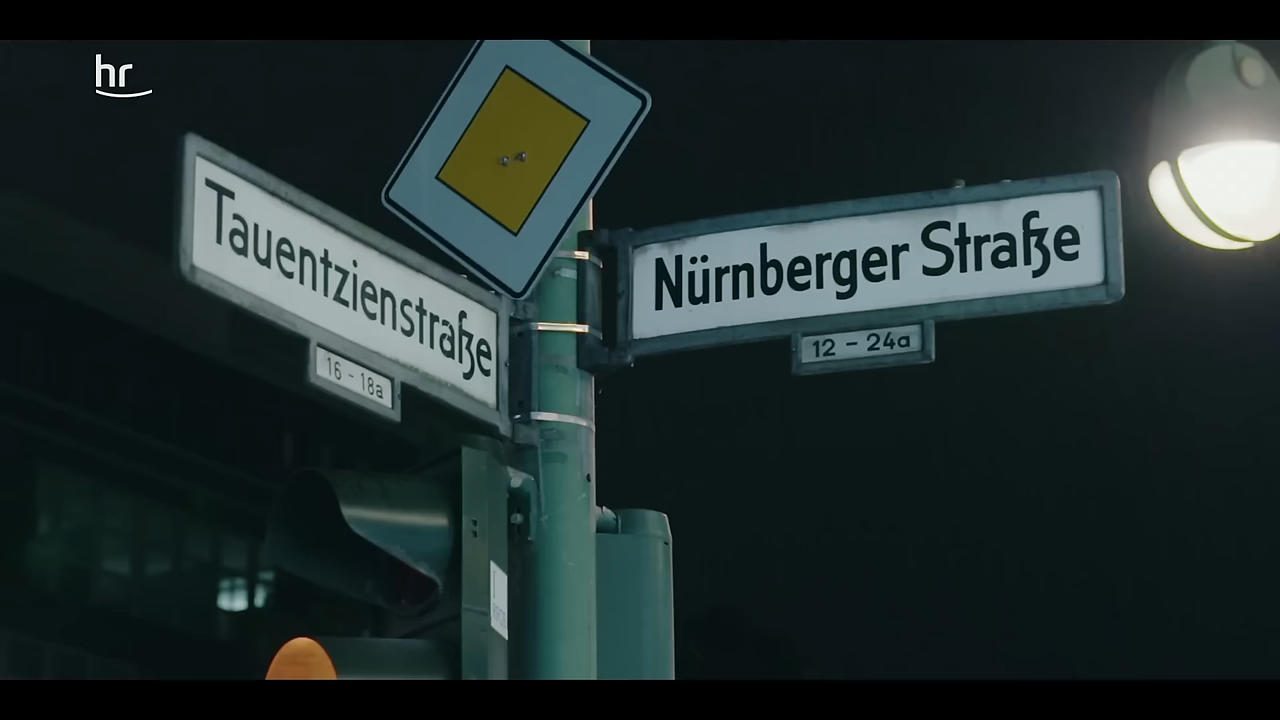 hr
Tauentzienstraße
16 - 18a
Nürnberger Straße
12 - 24a